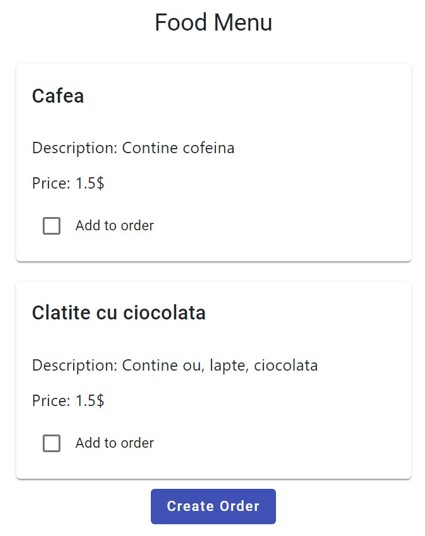 Food Menu
Cafea
Description: Contine cofeina
Price: 1.5$
Add to order
Clatite cu ciocolata
Description: Contine ou, lapte, ciocolata
Price: 1.5$
Add to order
Create Order